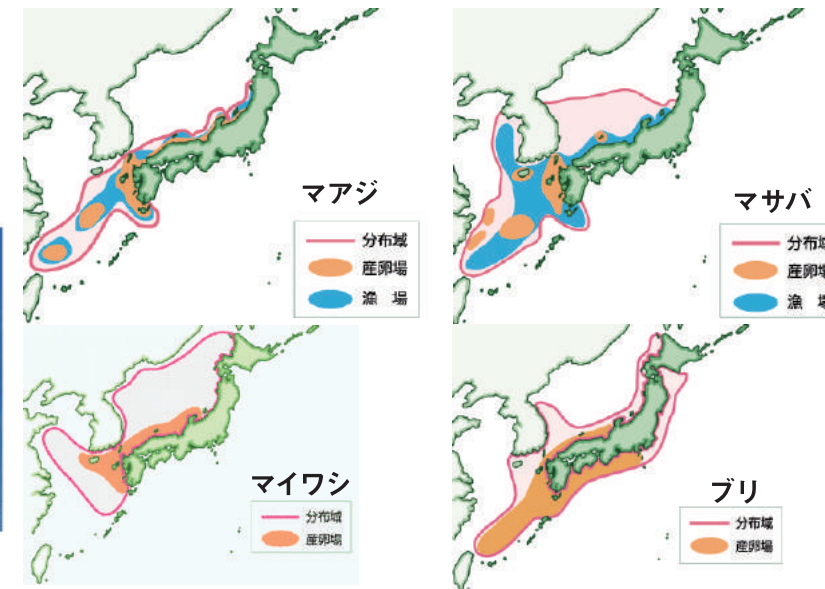 マアジ
分布域
産卵場
漁　場
マサバ
分布域
産卵場
漁　場
マイワシ
分布域
産卵場
ブリ
分布域
産卵場